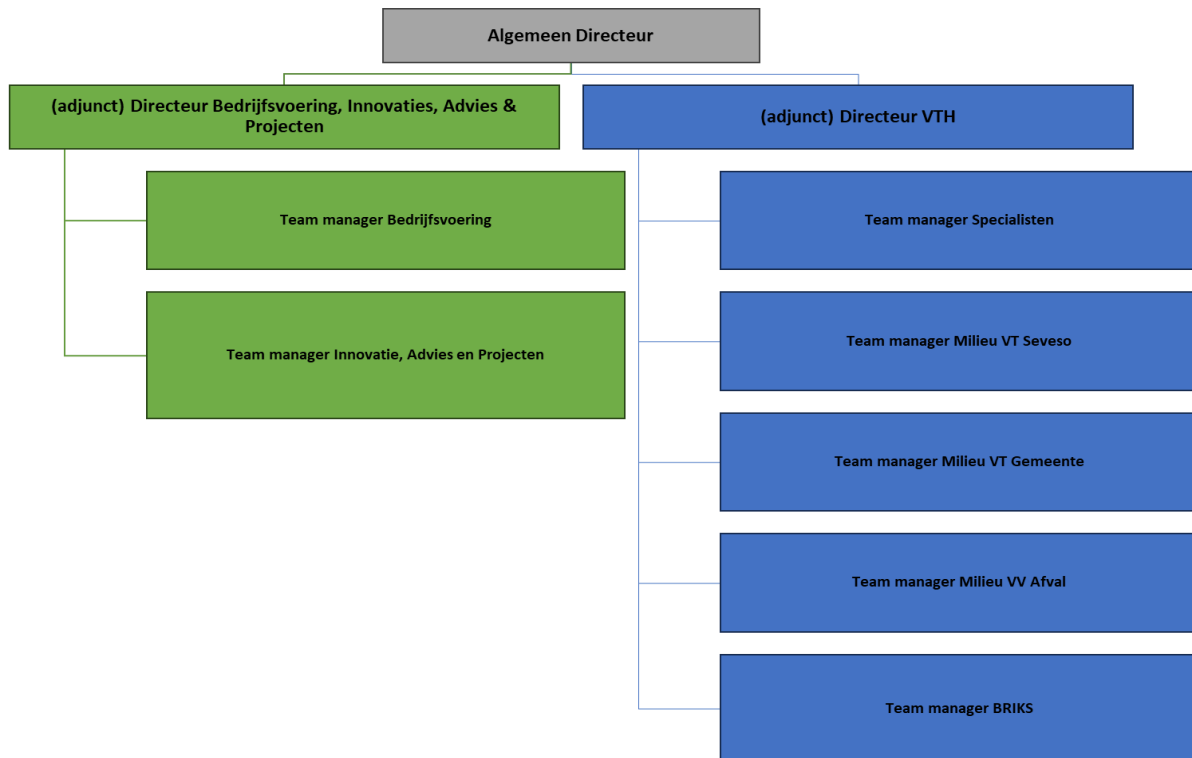 Algemeen Directeur
(adjunct) Directeur Bedrijfsvoering, Innovaties, Advies &
Projecten
(adjunct) Directeur VTH
Team manager Bedrijfsvoering
Team manager Innovatie, Advies en Projecten
Team manager Specialisten
Team manager Milieu VT Seveso
Team manager Milieu VT Gemeente
Team manager Milieu VV Afval
Team manager BRIKS